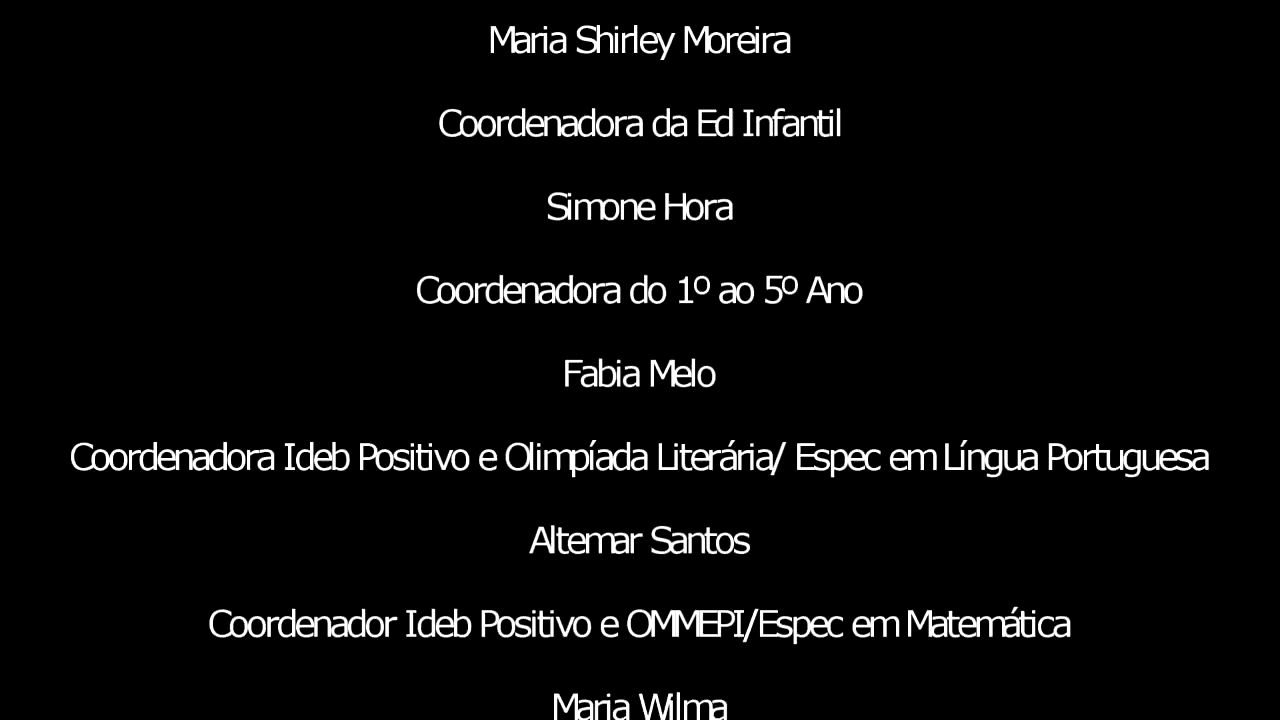 Maria Shirley Moreira
Coordenadora da Ed Infantil
Simone Hora
Coordenadora do 1º ao 5º Ano
Fabia Melo
Coordenadora Ideb Positivo e Olimpíada Literária/ Espec em Língua Portuguesa
Altemar Santos
Coordenador Ideb Positivo e OMMEPI/Espec em Matemática
Maria Wilma